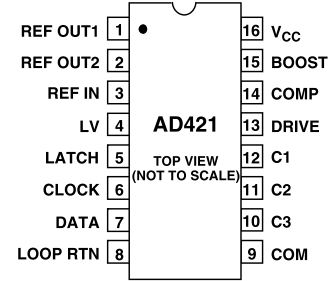 REF OUT1 1 16 VCC
REF OUT2 2 15 BOOST
REF IN 3 14 COMP
LV 4 AD421 13 DRIVE
LATCH 5 TOP VIEW 12 C1
CLOCK 6 (NOT TO SCALE) 11 C2
DATA 7 10 C3
LOOP RTN 8 9 COM